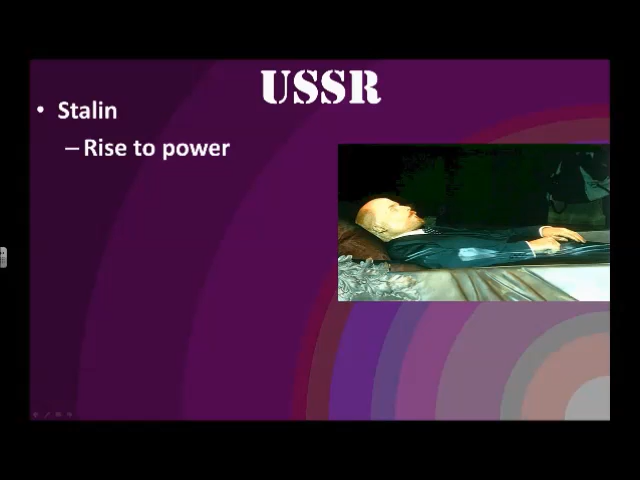 USSR
• Stalin
– Rise to power